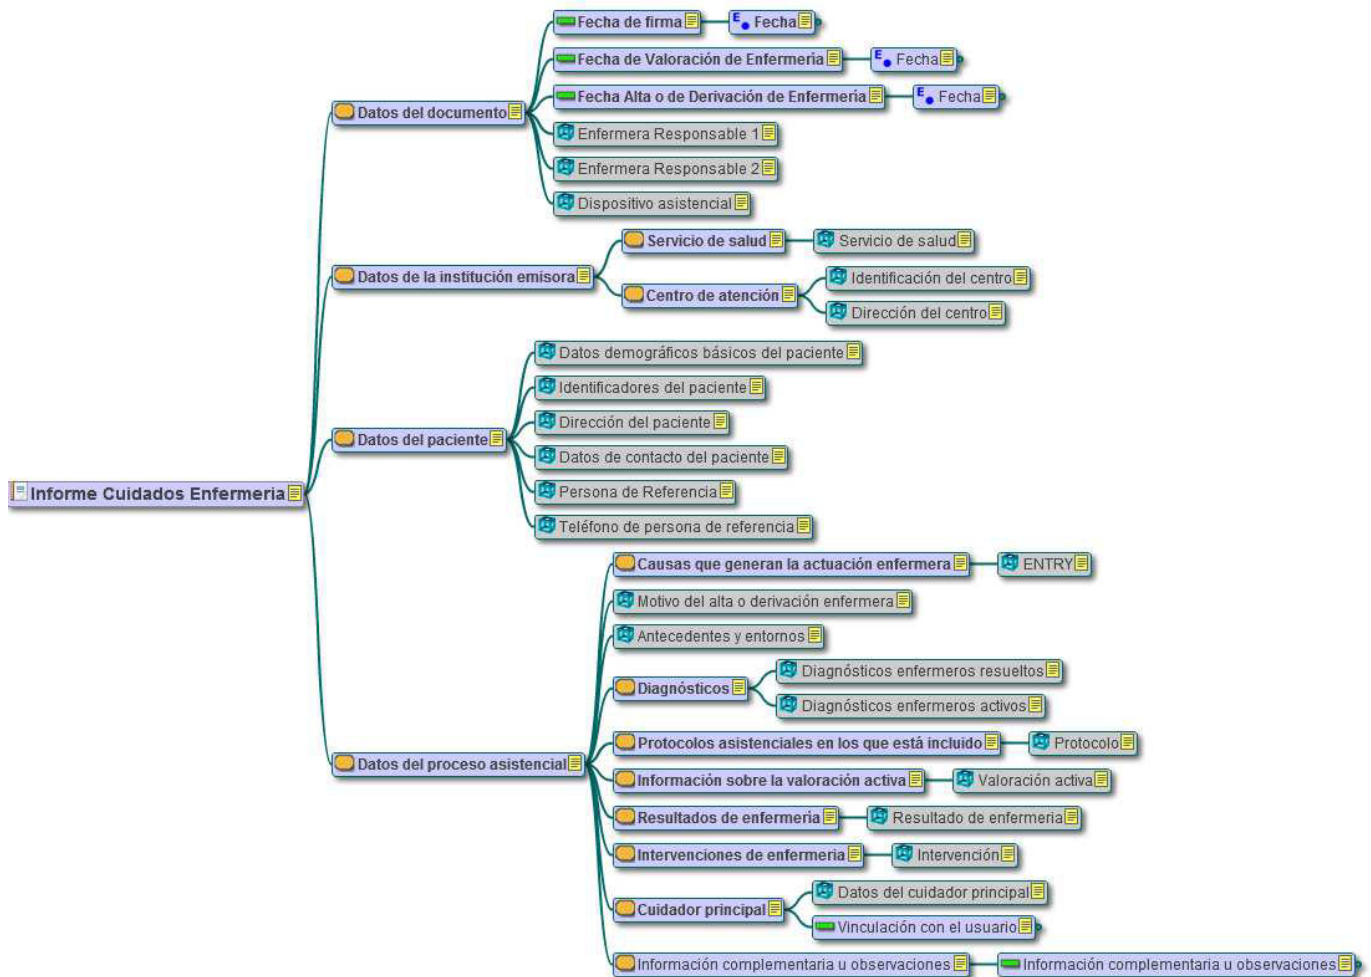 Fecha de firma
E Fecha
Fecha de Valoración de Enfermería
E Fecha
Fecha Alta o de Derivación de Enfermería
E Fecha
Datos del documento
Enfermera Responsable 1
Enfermera Responsable 2
Dispositivo asistencial
Servicio de salud
Servicio de salud
Datos de la institución emisora
Identificación del centro
Centro de atención
Dirección del centro
Datos demográficos básicos del paciente
Identificadores del paciente
Dirección del paciente
Datos del paciente
Datos de contacto del paciente
Persona de Referencia
Informe Cuidados Enfermeria
Teléfono de persona de referencia
Causas que generan la actuación enfermera
ENTRY
Motivo del alta o derivación enfermera
Antecedentes y entornos
Diagnósticos enfermeros resueltos
Diagnósticos
Diagnósticos enfermeros activos
Protocolos asistenciales en los que está incluido
Protocolo
Datos del proceso asistencial
Información sobre la valoración activa
Valoración activa
Resultados de enfermeria
Resultado de enfermeria
Intervenciones de enfermeria
Intervención
Datos del cuidador principal
Cuidador principal
Vinculación con el usuario
Información complementaria u observaciones
Información complementaria u observaciones